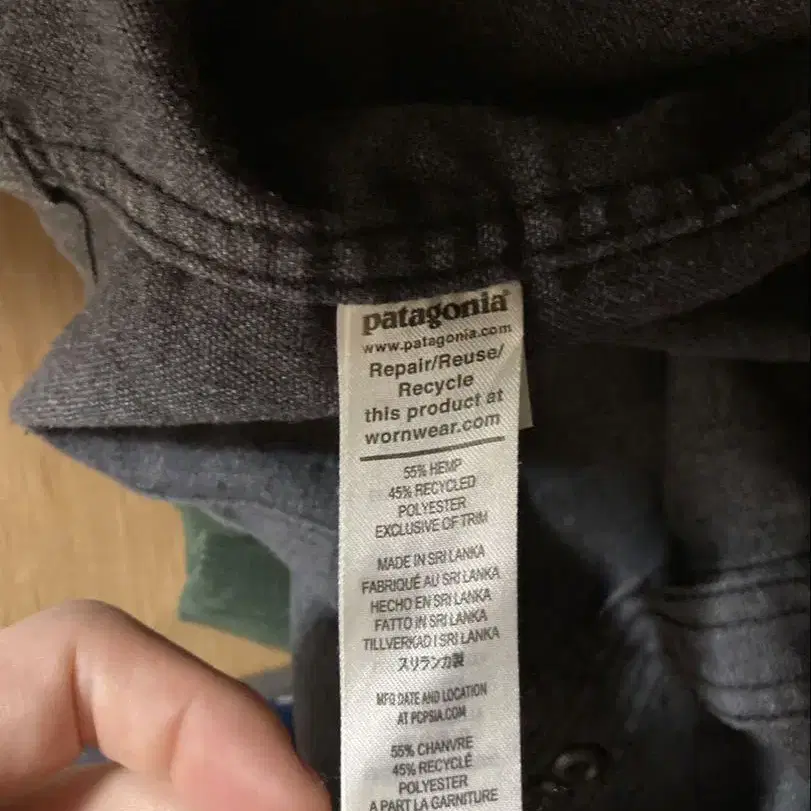 patagonia®
www.patagonia.com
Repair/Reuse/
Recycle
this product at
wornwear.com
55% HEMP
45% RECYCLED
POLYESTER
EXCLUSIVE OF TRIM
MADE IN SRI LANKA
FABRIQUÉ AU SRI LANKA
HECHO EN SRI LANKA
FATTO IN SRI LANKA
TILLVERKAD I SRI LANKA
スリランカ製
MFG DATE AND LOCATION
AT PCPSIA.COM
55% CHANVRE
45% RECYCLÉ
POLYESTER
A PART LA GARNITURE